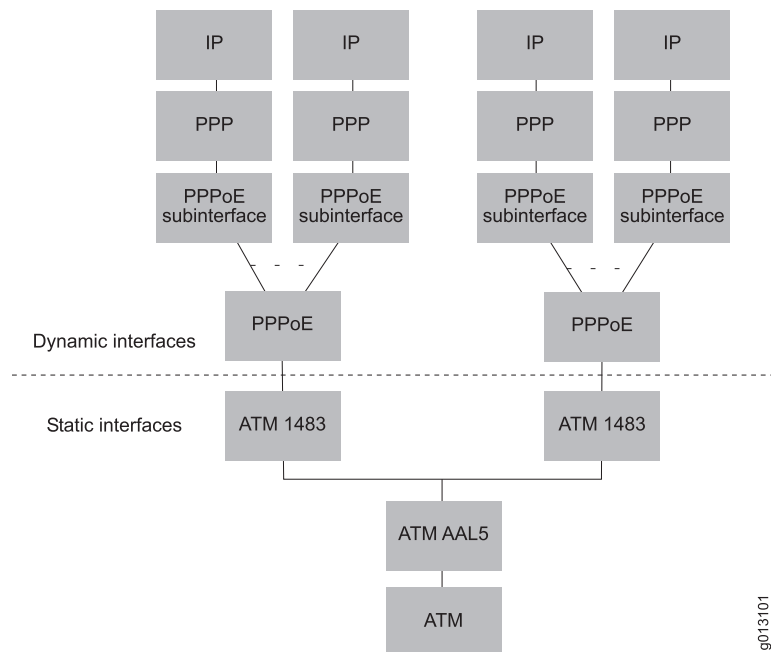 IP
IP
IP
IP
PPP
PPP
PPP
PPP
PPPoE
subinterface
PPPoE
subinterface
PPPoE
subinterface
PPPoE
subinterface
PPPoE
PPPoE
Dynamic interfaces
Static interfaces
ATM 1483
ATM 1483
ATM AAL5
ATM
g013101